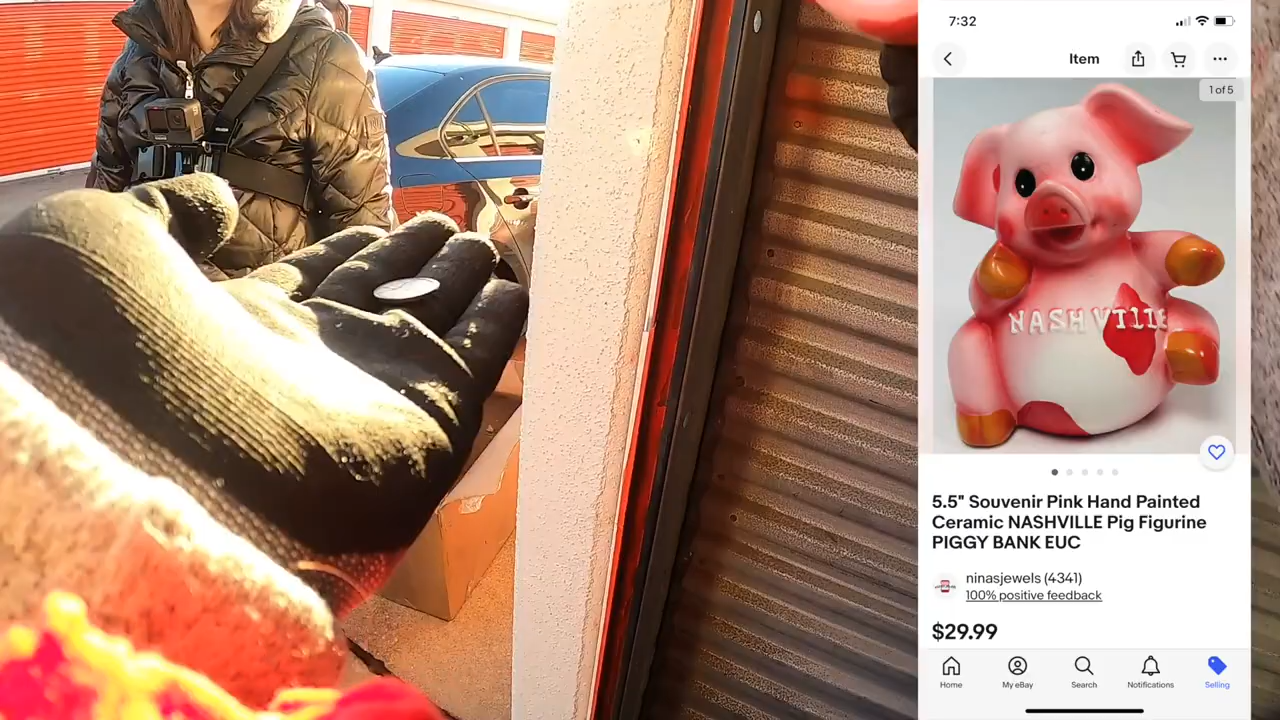 7:32
Item
1 of 5
NASHVILLE
5.5" Souvenir Pink Hand Painted
Ceramic NASHVILLE Pig Figurine
PIGGY BANK EUC
ninasjewels (4341)
100% positive feedback
$29.99
Home
My eBay
Search
Notifications
Selling